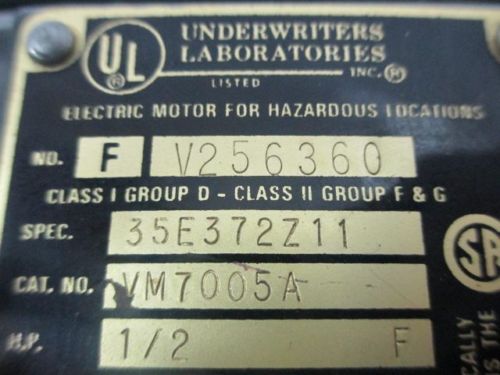 UL ®
UNDERWRITERS
LABORATORIES
INC.®
LISTED
ELECTRIC MOTOR FOR HAZARDOUS LOCATIONS
NO. F V256360
CLASS I GROUP D - CLASS II GROUP F & G
SPEC. 35E372Z11
CAT. NO. VM7005A
H.P. 1/2 F
SA